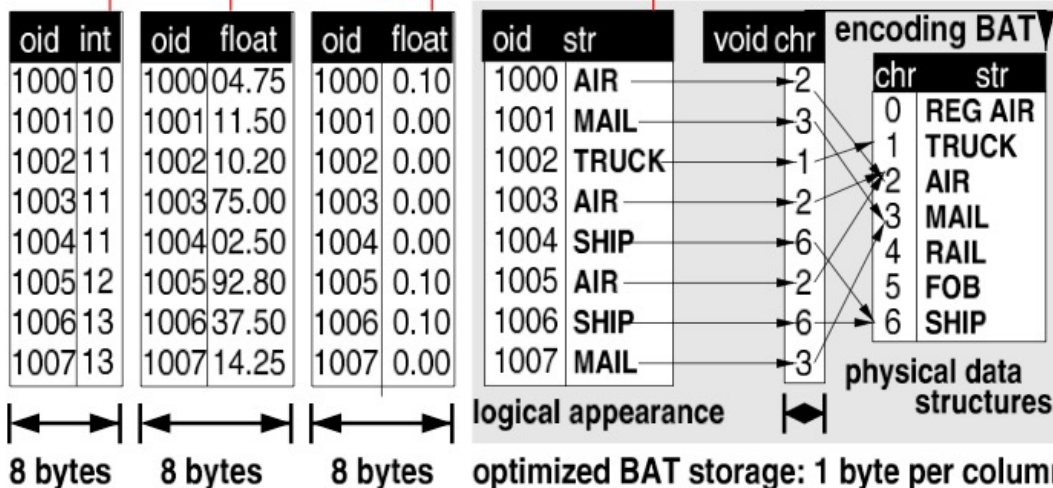 oid int oid float oid float oid str void chr encoding BAT
chr str
1000 10 1000 04.75 1000 0.10 1000 AIR 2 0 REG AIR
1001 10 1001 11.50 1001 0.00 1001 MAIL 3 1 TRUCK
1002 11 1002 10.20 1002 0.00 1002 TRUCK 1 2 AIR
1003 11 1003 75.00 1003 0.00 1003 AIR 2 3 MAIL
1004 11 1004 02.50 1004 0.00 1004 SHIP 6 4 RAIL
1005 12 1005 92.80 1005 0.10 1005 AIR 2 5 FOB
1006 13 1006 37.50 1006 0.10 1006 SHIP 6 6 SHIP
1007 13 1007 14.25 1007 0.00 1007 MAIL 3
physical data
logical appearance structures
8 bytes 8 bytes 8 bytes optimized BAT storage: 1 byte per colum